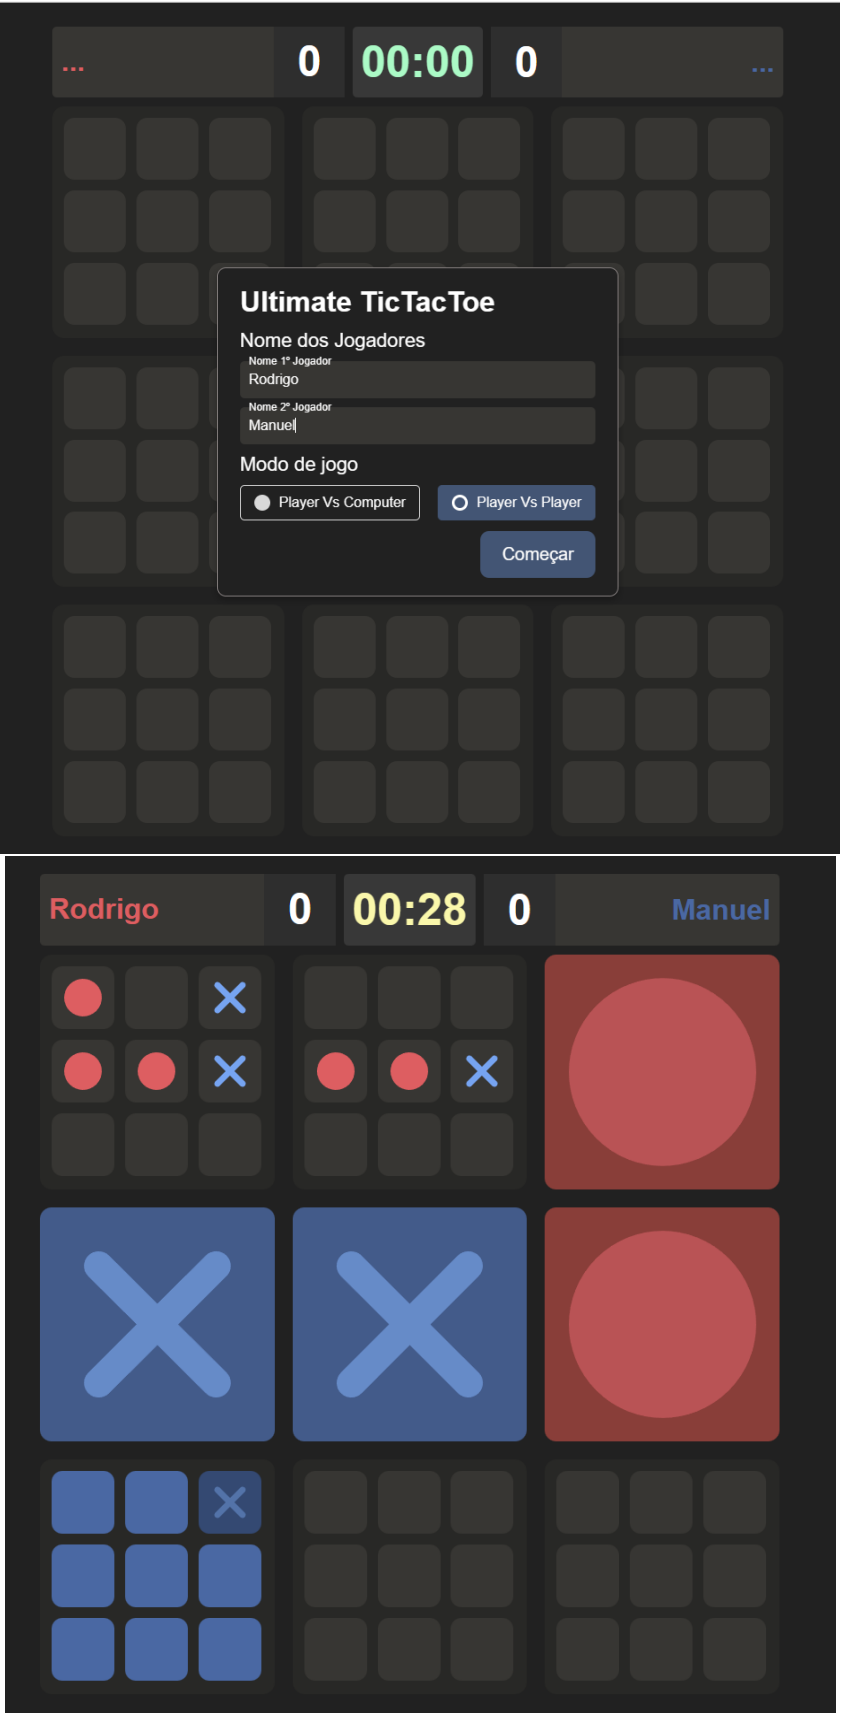 ... 0 00:00 0 ...
Ultimate TicTacToe
Nome dos Jogadores
Nome 1º Jogador
Rodrigo
Nome 2º Jogador
Manuel
Modo de jogo
Player Vs Computer Player Vs Player
Começar
Rodrigo 0 00:28 0 Manuel